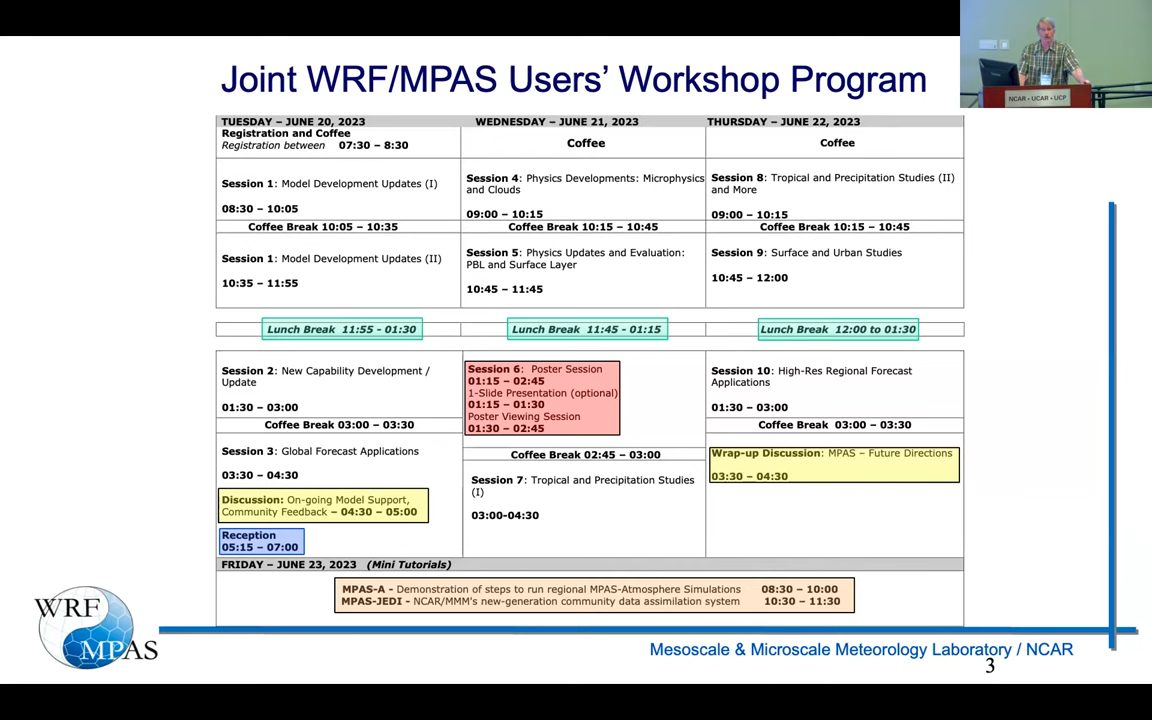 Joint WRF/MPAS Users' Workshop Program
NCAR • UCAR • UCP
TUESDAY – JUNE 20, 2023
Registration and Coffee
Registration between 07:30 – 8:30
Session 1: Model Development Updates (I)
08:30 – 10:05
Coffee Break 10:05 – 10:35
Session 1: Model Development Updates (II)
10:35 – 11:55
Lunch Break 11:55 - 01:30
Session 2: New Capability Development /
Update
01:30 – 03:00
Coffee Break 03:00 – 03:30
Session 3: Global Forecast Applications
03:30 – 04:30
Discussion: On-going Model Support,
Community Feedback – 04:30 – 05:00
Reception
05:15 – 07:00
WEDNESDAY – JUNE 21, 2023
Coffee
Session 4: Physics Developments: Microphysics
and Clouds
09:00 – 10:15
Coffee Break 10:15 – 10:45
Session 5: Physics Updates and Evaluation:
PBL and Surface Layer
10:45 – 11:45
Lunch Break 11:45 - 01:15
Session 6: Poster Session
01:15 – 02:45
1-Slide Presentation (optional)
01:15 – 01:30
Poster Viewing Session
01:30 – 02:45
Coffee Break 02:45 – 03:00
Session 7: Tropical and Precipitation Studies
(I)
03:00-04:30
THURSDAY – JUNE 22, 2023
Coffee
Session 8: Tropical and Precipitation Studies (II)
and More
09:00 – 10:15
Coffee Break 10:15 – 10:45
Session 9: Surface and Urban Studies
10:45 – 12:00
Lunch Break 12:00 to 01:30
Session 10: High-Res Regional Forecast
Applications
01:30 – 03:00
Coffee Break 03:00 – 03:30
Wrap-up Discussion: MPAS – Future Directions
03:30 – 04:30
FRIDAY – JUNE 23, 2023 (Mini Tutorials)
MPAS-A - Demonstration of steps to run regional MPAS-Atmosphere Simulations 08:30 – 10:00
MPAS-JEDI - NCAR/MMM's new-generation community data assimilation system 10:30 – 11:30
WRF
MPAS
Mesoscale & Microscale Meteorology Laboratory / NCAR
3